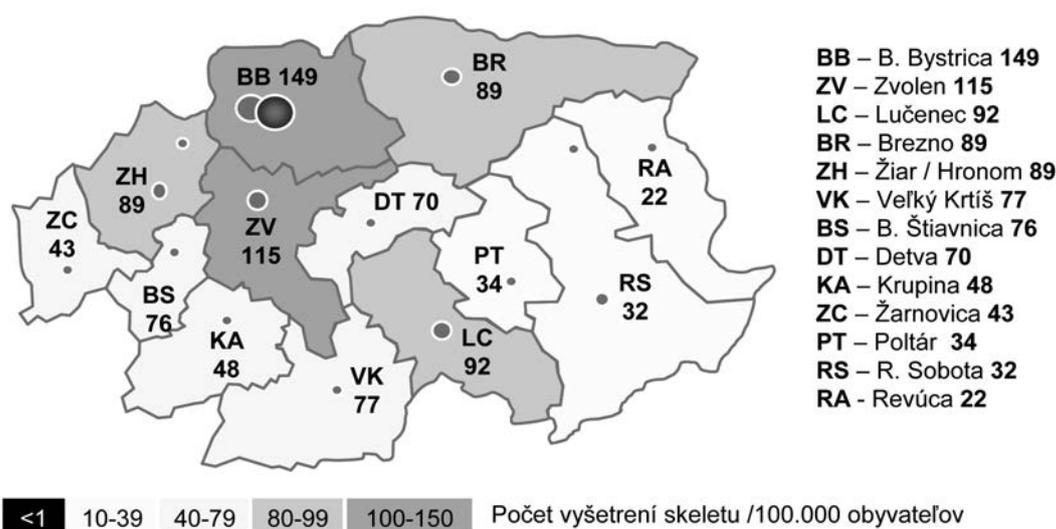 BB 149
BR
89
ZH
89
ZC
43
ZV
115
DT 70
RA
22
PT
34
RS
32
BS
76
KA
48
LC
92
VK
77
BB – B. Bystrica 149
ZV – Zvolen 115
LC – Lučenec 92
BR – Brezno 89
ZH – Žiar / Hronom 89
VK – Veľký Krtíš 77
BS – B. Štiavnica 76
DT – Detva 70
KA – Krupina 48
ZC – Žarnovica 43
PT – Poltár 34
RS – R. Sobota 32
RA - Revúca 22
<1 10-39 40-79 80-99 100-150 Počet vyšetrení skeletu /100.000 obyvateľov